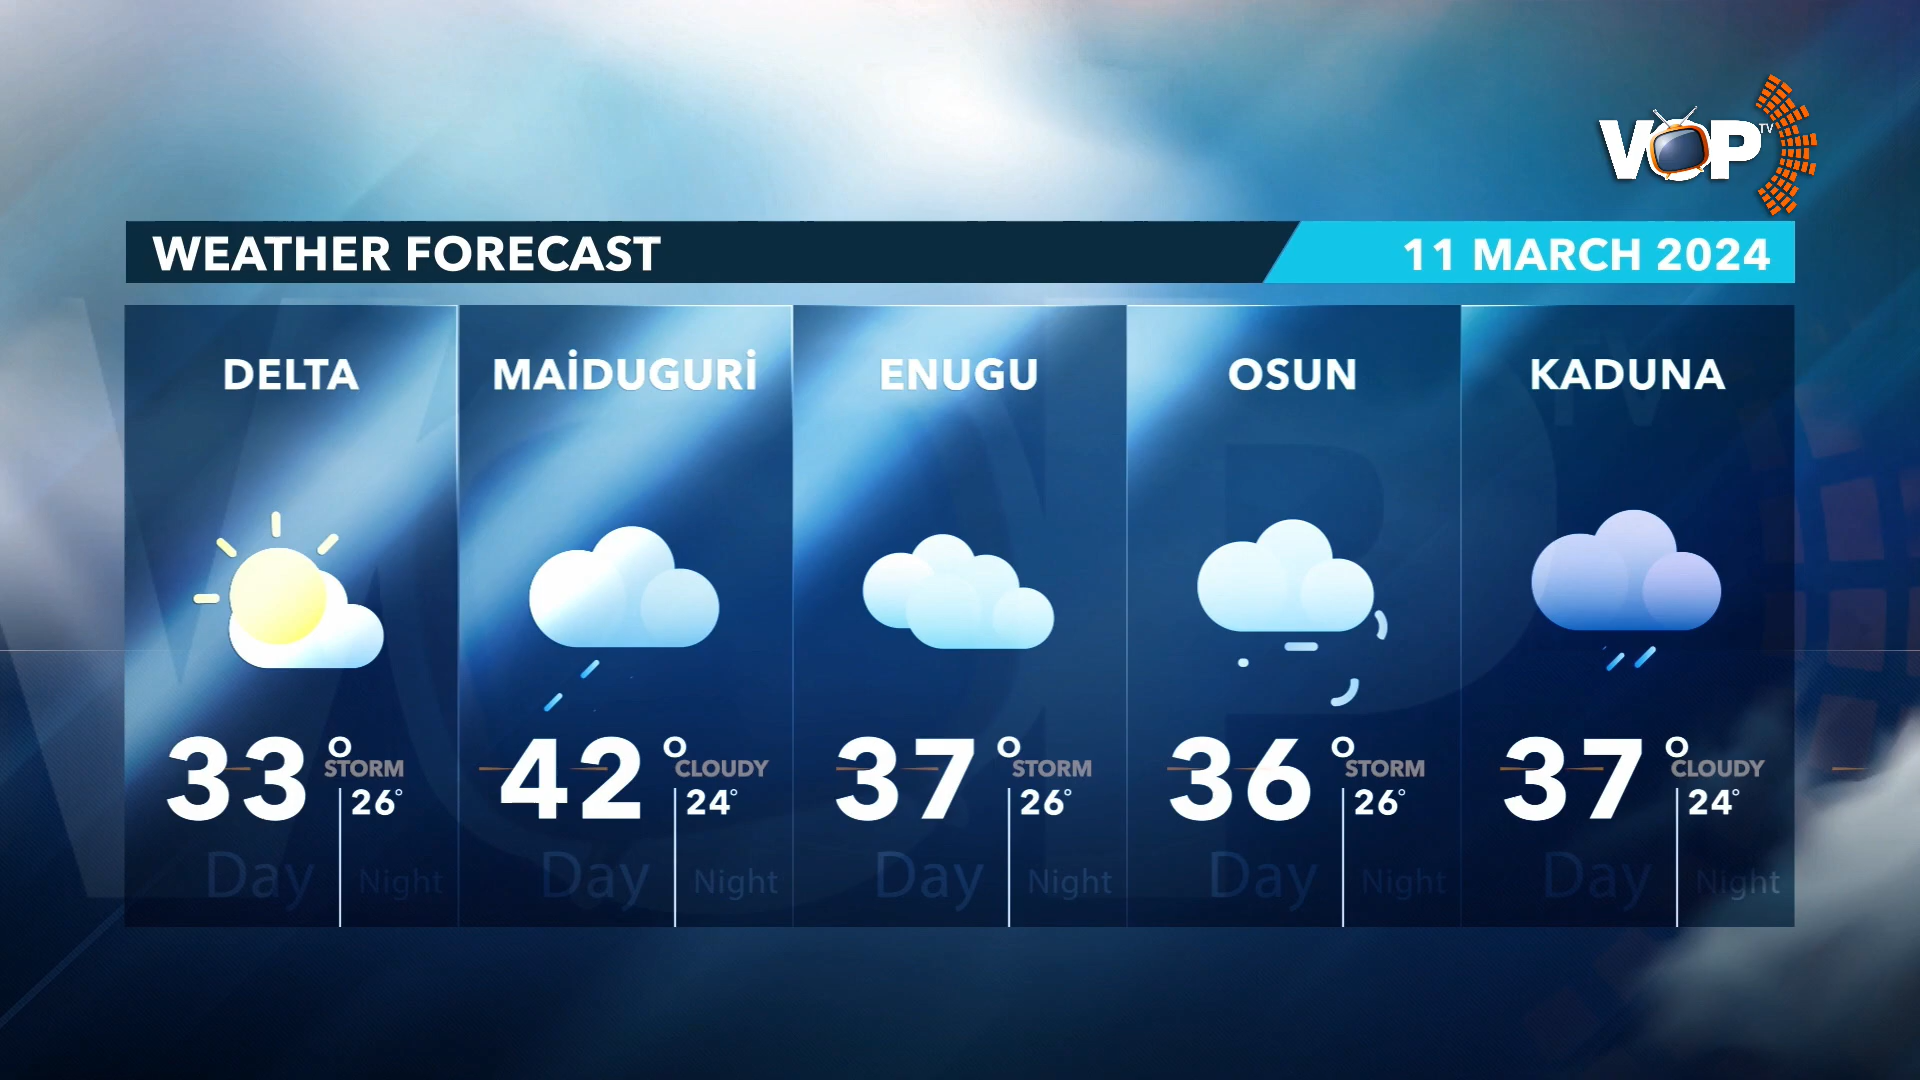 VOP TV
WEATHER FORECAST
11 MARCH 2024
DELTA
33°
STORM
26°
Day
Night
MAİDUGURİ
42°
CLOUDY
24°
Day
Night
ENUGU
37°
STORM
26°
Day
Night
OSUN
36°
STORM
26°
Day
Night
KADUNA
37°
CLOUDY
24°
Day
Night